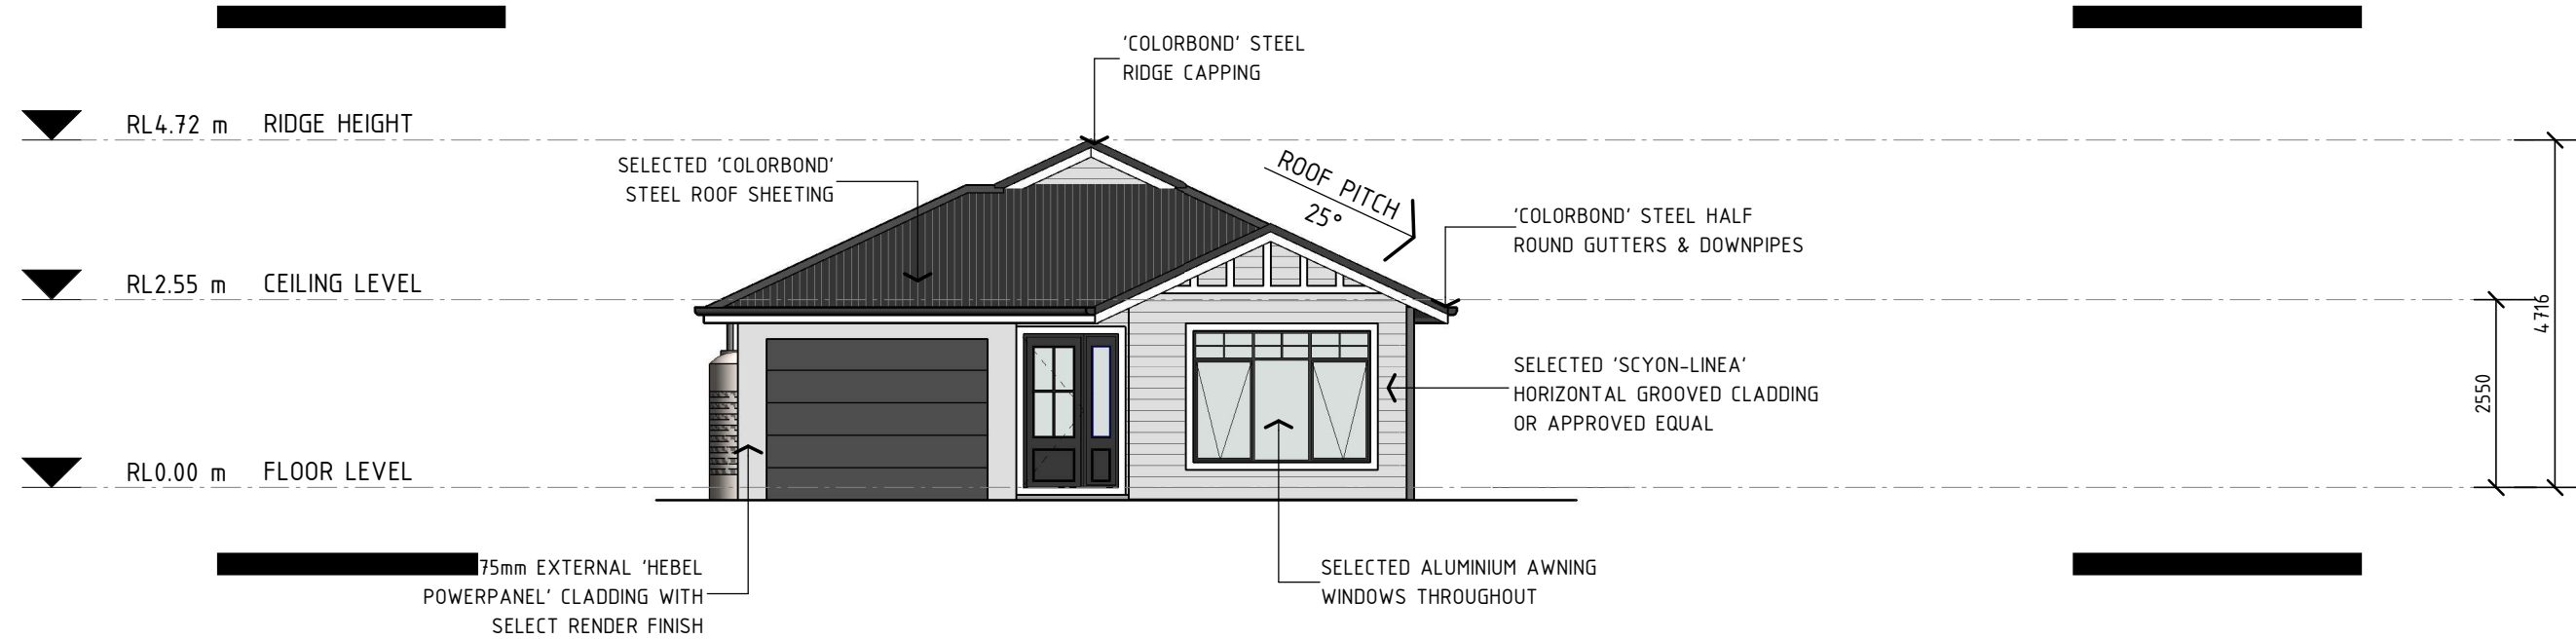 'COLORBOND' STEEL
RIDGE CAPPING
RL4.72 m RIDGE HEIGHT
SELECTED 'COLORBOND'
STEEL ROOF SHEETING
ROOF PITCH
25°
'COLORBOND' STEEL HALF
ROUND GUTTERS & DOWNPIPES
RL2.55 m CEILING LEVEL
4716
2550
SELECTED 'SCYON-LINEA'
HORIZONTAL GROOVED CLADDING
OR APPROVED EQUAL
RL0.00 m FLOOR LEVEL
75mm EXTERNAL 'HEBEL
POWERPANEL' CLADDING WITH
SELECT RENDER FINISH
SELECTED ALUMINIUM AWNING
WINDOWS THROUGHOUT